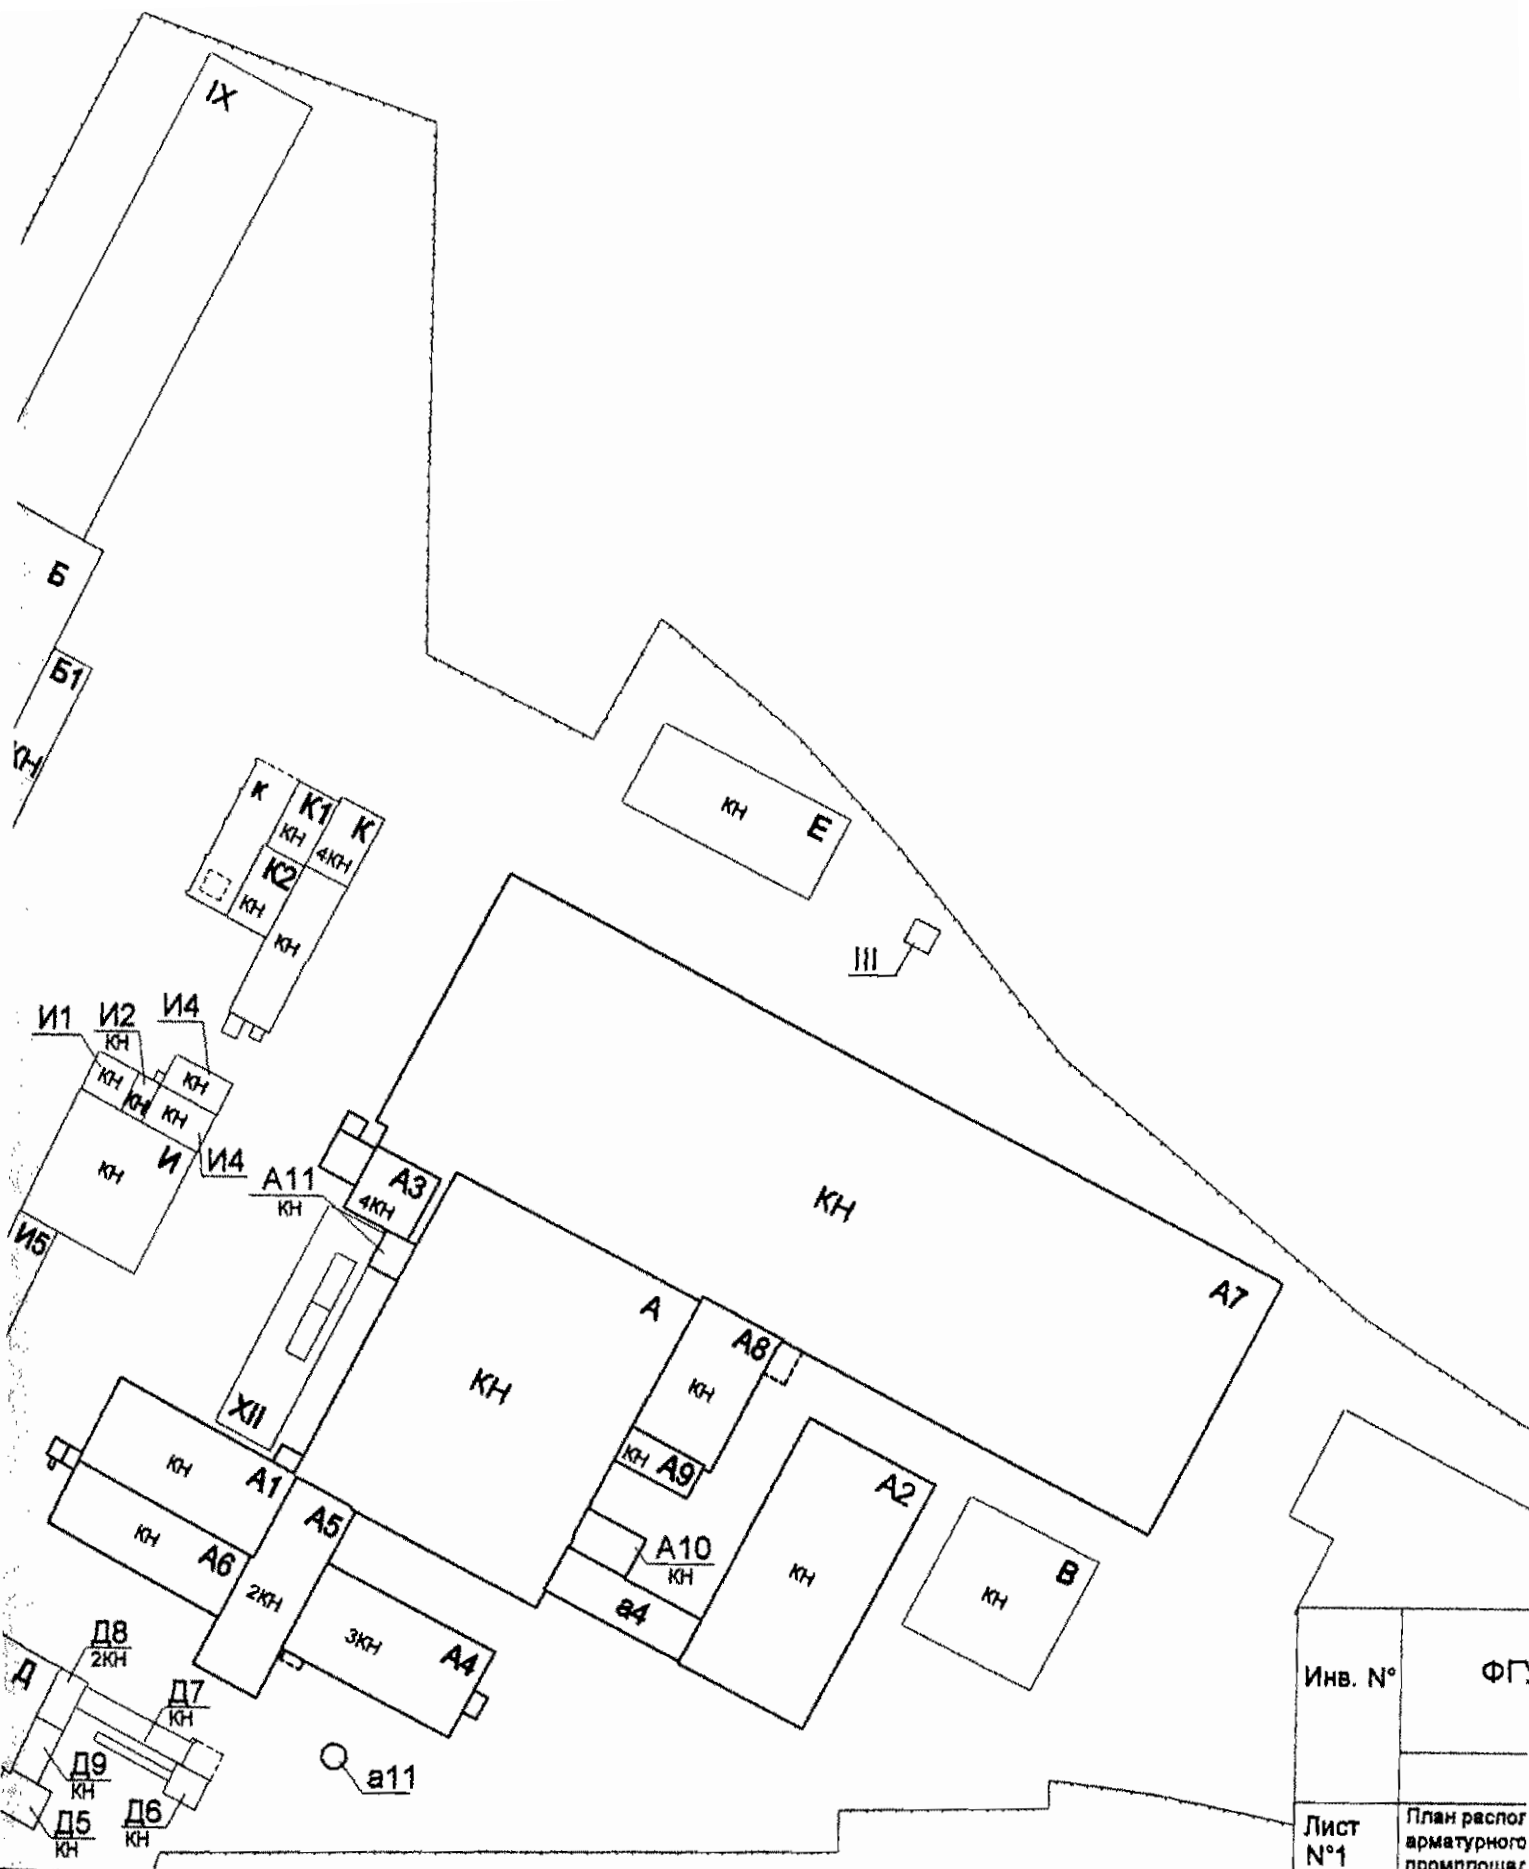 IX
Б
Б1
КН
к
К1
К
КН
4КН
К2
КН
КН
КН
Е
III
И1
И2
КН
И4
КН
КН
КН
КН
И
КН
И4
И5
А3
4КН
А11
КН
КН
А7
А
КН
А8
КН
КН
А9
XII
КН
А1
КН
А6
А5
2КН
А2
КН
А10
КН
а4
В
КН
3КН
А4
Д8
2КН
Д
Д7
КН
Д9
КН
Д5
КН
Д6
КН
а11
Инв. N°
ФГУ
Лист
N°1
План распол
арматурного
промплощад